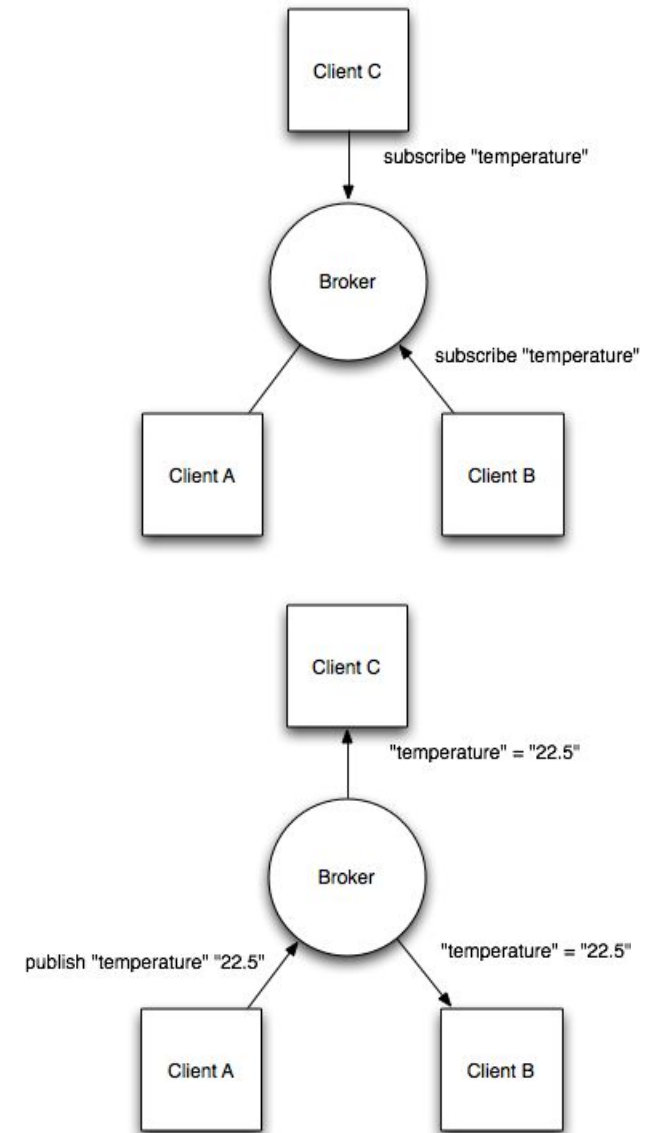 Client C
subscribe "temperature"
Broker
subscribe "temperature"
Client A
Client B
Client C
"temperature" = "22.5"
Broker
publish "temperature" "22.5"
"temperature" = "22.5"
Client A
Client B